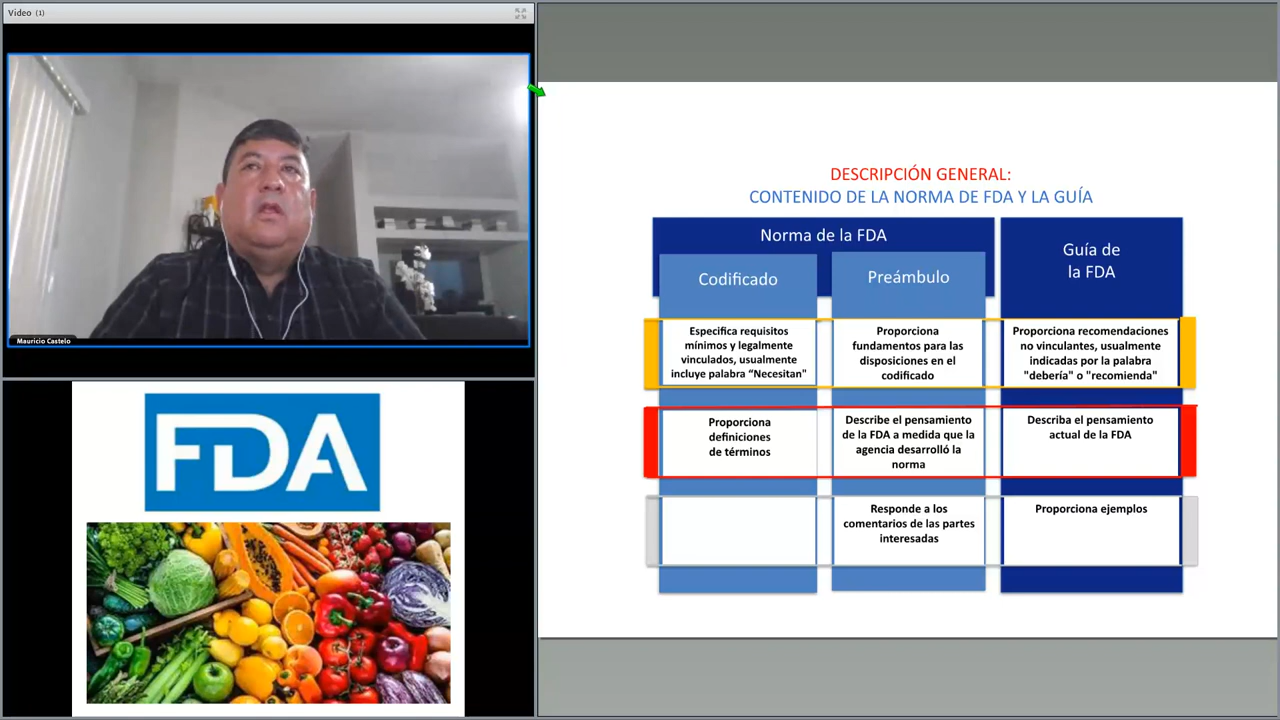 Video (1)
Mauricio Castelo
FDA
DESCRIPCIÓN GENERAL:
CONTENIDO DE LA NORMA DE FDA Y LA GUÍA
Norma de la FDA
Codificado
Preámbulo
Guía de
la FDA
Especifica requisitos
mínimos y legalmente
vinculados, usualmente
incluye palabra “Necesitan"
Proporciona
fundamentos para las
disposiciones en el
codificado
Proporciona recomendaciones
no vinculantes, usualmente
indicadas por la palabra
"debería" o "recomienda"
Proporciona
definiciones
de términos
Describe el pensamiento
de la FDA a medida que la
agencia desarrolló la
norma
Describa el pensamiento
actual de la FDA
Responde a los
comentarios de las partes
interesadas
Proporciona ejemplos